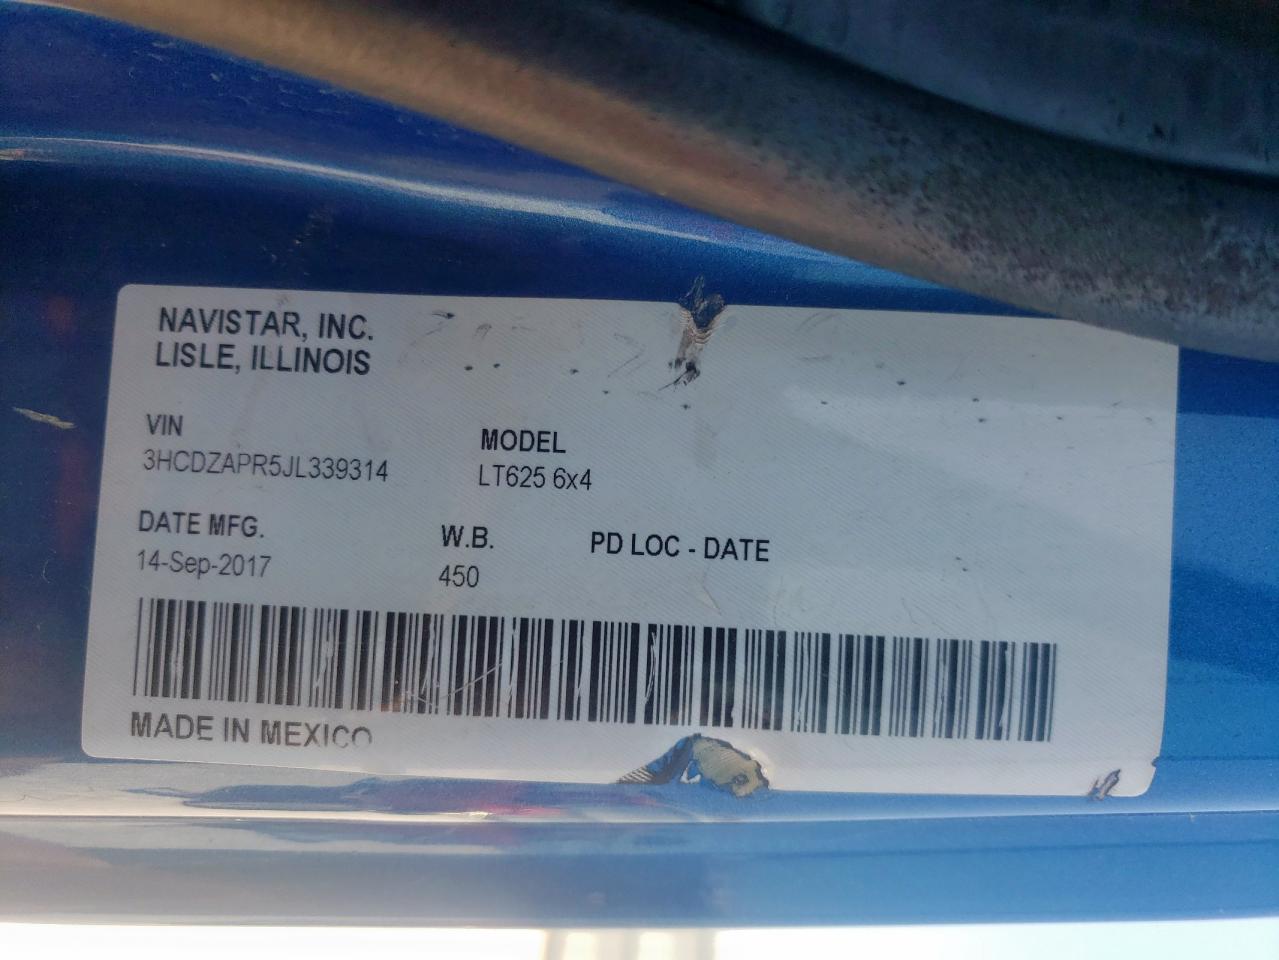 NAVISTAR, INC.
LISLE, ILLINOIS
VIN
3HCDZAPR5JL339314
MODEL
LT625 6x4
DATE MFG.
14-Sep-2017
W.B.
450
PD LOC - DATE
MADE IN MEXICO